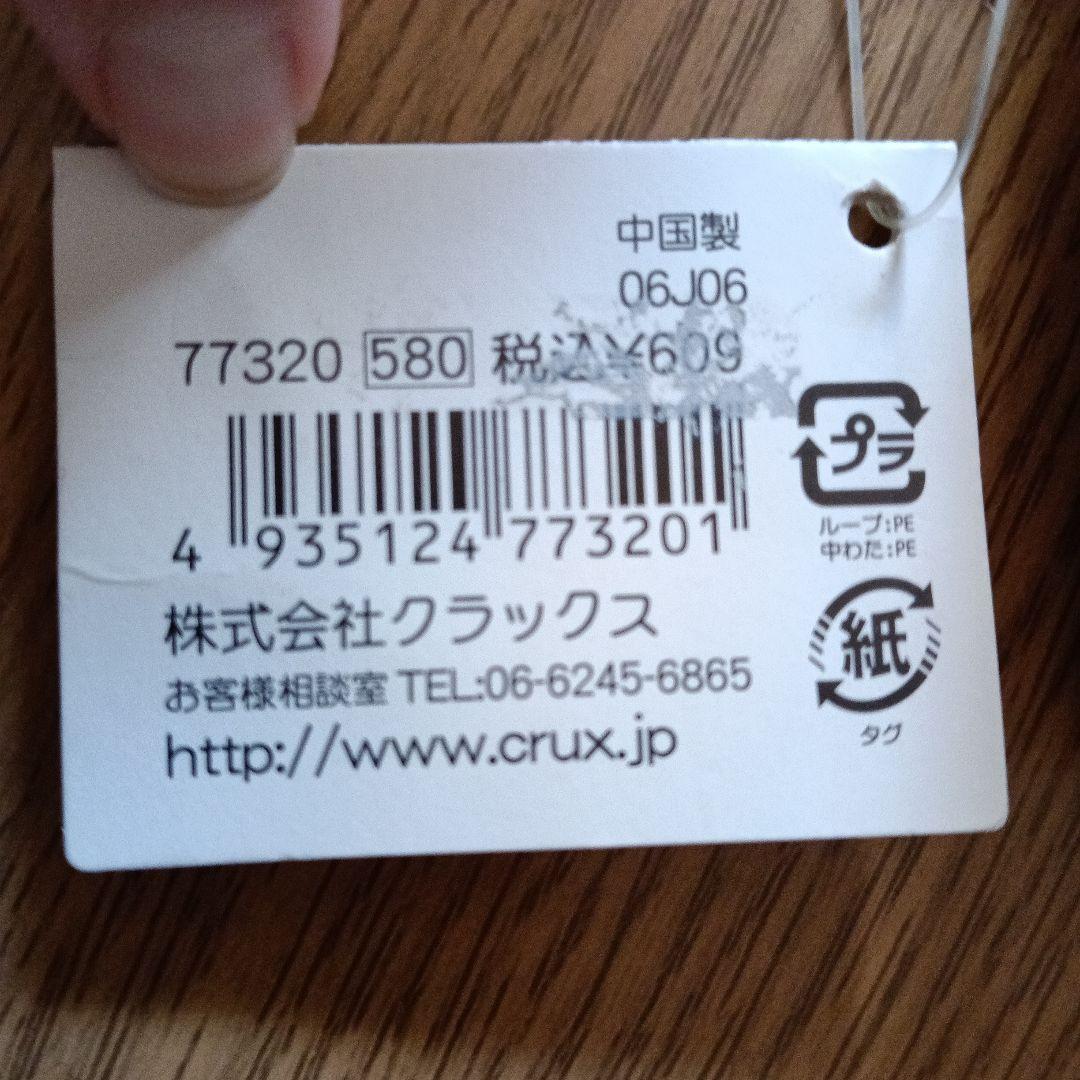 中国製
06J06
77320 580 税込¥609
4 935124 773201
株式会社クラックス
お客様相談室 TEL:06-6245-6865
http://www.crux.jp
プラ
ループ:PE
中わた:PE
紙
タグ